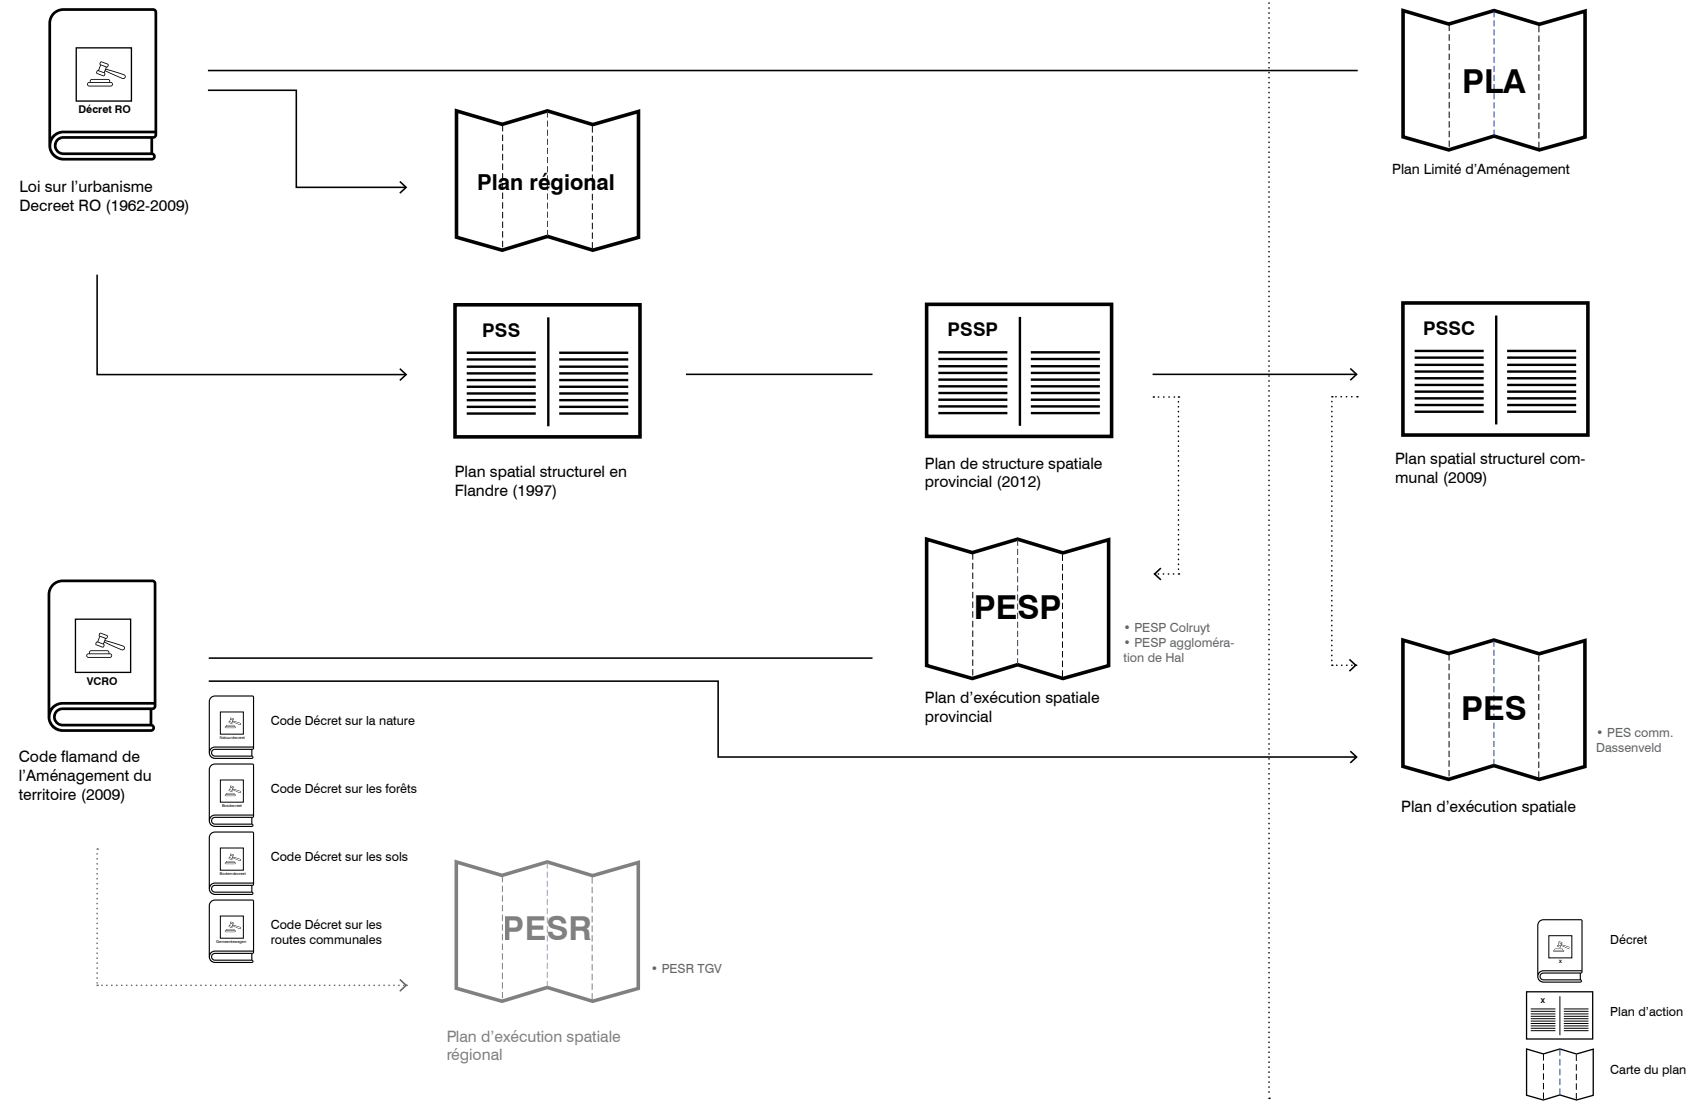 Décret RO
Loi sur l’urbanisme
Decreet RO (1962-2009)
Plan régional
PLA
Plan Limité d’Aménagement
PSS
Plan spatial structurel en
Flandre (1997)
PSSP
Plan de structure spatiale
provincial (2012)
PSSC
Plan spatial structurel com-
munal (2009)
VCRO
Code flamand de
l’Aménagement du
territoire (2009)
Code Décret sur la nature
Code Décret sur les forêts
Code Décret sur les sols
Gemeentewegen
Code Décret sur les
routes communales
PESP
• PESP Colruyt
• PESP aggloméra-
tion de Hal
Plan d’exécution spatiale
provincial
PES
• PES comm.
Dassenveld
Plan d’exécution spatiale
PESR
• PESR TGV
Plan d’exécution spatiale
régional
x
Décret
X
Plan d’action
Carte du plan